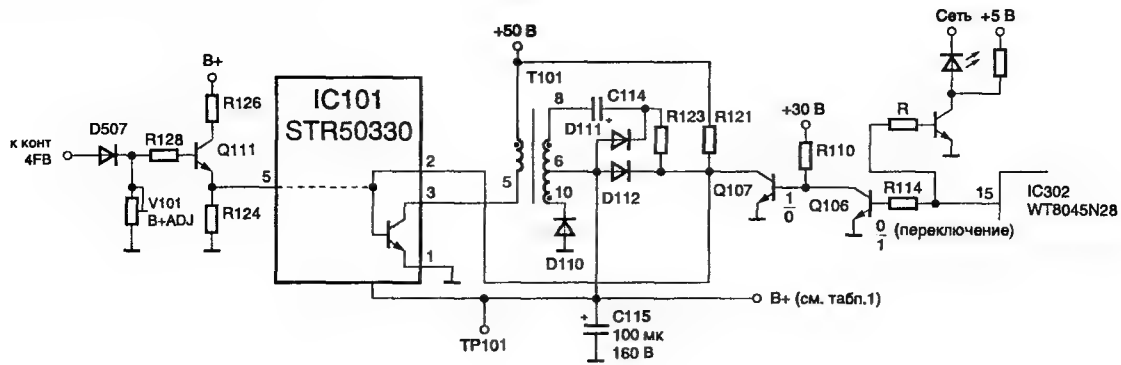 Сеть +5 В
+50 В
В+
T101
IC101
STR50330
R126
8
C114
+
D111
R123
R121
+30 В
R
D507
к конт
4FB
R128
Q111
2
3
5
6
R110
5
V101
B+ADJ
R124
10
D112
Q107
1
0
Q106
R114
15
IC302
WT8045N28
0
1
(переключение)
1
D110
В+ (см. табл.1)
TP101
+
C115
100 мк
160 В